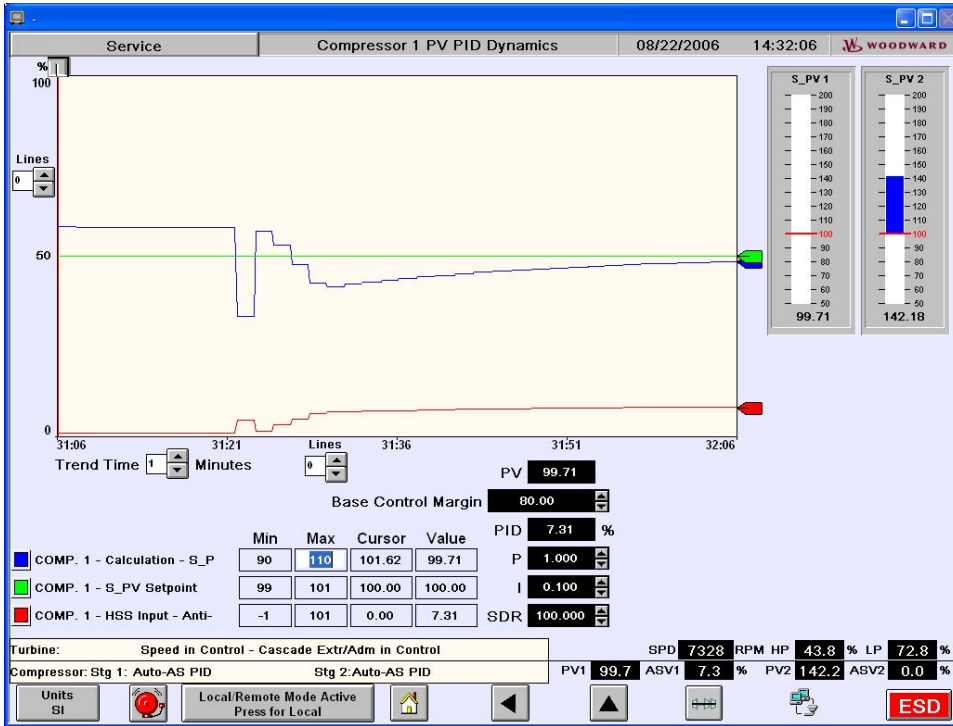 Service Compressor 1 PV PID Dynamics 08/22/2006 14:32:06 WOODWARD
%
100
50
0
Lines
0
31:06 31:21 31:36 31:51 32:06
Trend Time 1 Minutes
Lines
0
S_PV 1
200
190
180
170
160
150
140
130
120
110
100
90
80
70
60
50
99.71
S_PV 2
200
190
180
170
160
150
140
130
120
110
100
90
80
70
60
50
142.18
PV 99.71
Base Control Margin 80.00
PID 7.31 %
P 1.000
I 0.100
SDR 100.000
Min Max Cursor Value
COMP. 1 - Calculation - S_P 90 110 101.62 99.71
COMP. 1 - S_PV Setpoint 99 101 100.00 100.00
COMP. 1 - HSS Input - Anti- -1 101 0.00 7.31
Turbine: Speed in Control - Cascade Extr/Adm in Control SPD 7328 RPM HP 43.8 % LP 72.8 %
Compressor: Stg 1: Auto-AS PID Stg 2:Auto-AS PID PV1 99.7 ASV1 7.3 % PV2 142.2 ASV2 0.0 %
Units
SI
Local/Remote Mode Active
Press for Local
ESD